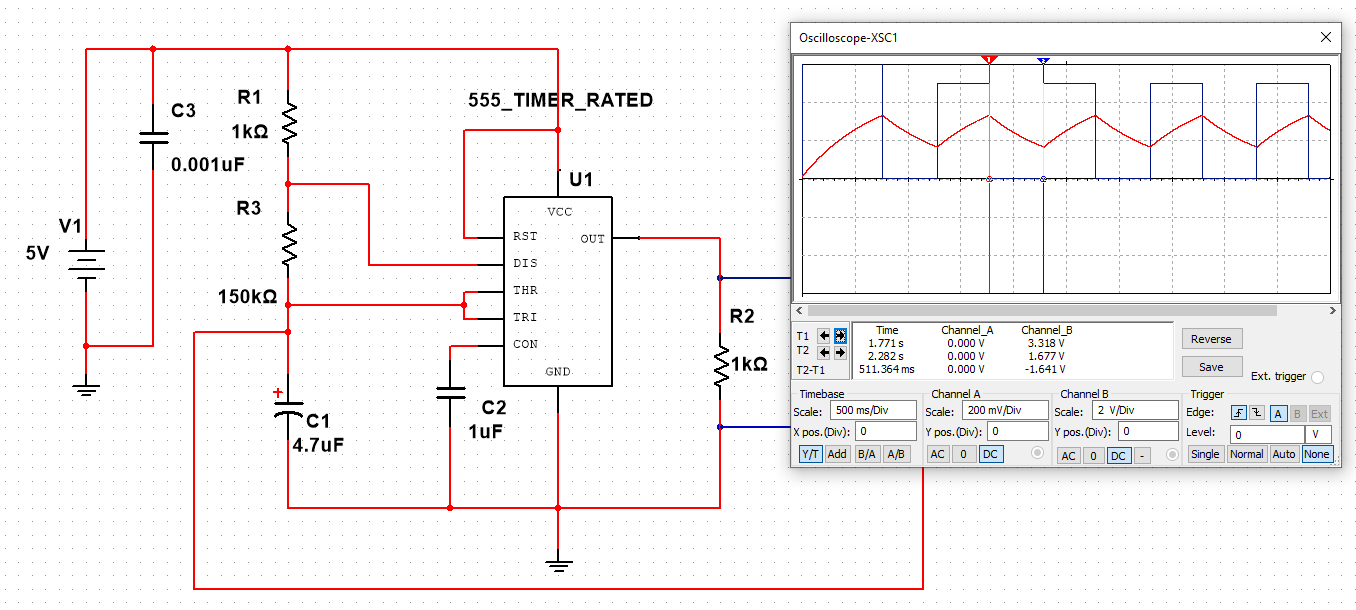 C3
0.001uF
R1
1kΩ
555_TIMER_RATED
V1
5V
R3
150kΩ
U1
VCC
RST
DIS
THR
TRI
CON
OUT
GND
R2
1kΩ
C1
4.7uF
C2
1uF
Oscilloscope-XSC1
1
2
Time Channel_A Channel_B
T1 1.771 s 0.000 V 3.318 V
T2 2.282 s 0.000 V 1.677 V
T2-T1 511.364 ms 0.000 V -1.641 V
Reverse
Save
Ext. trigger
Timebase
Scale: 500 ms/Div
X pos.(Div): 0
Y/T Add B/A A/B
Channel A
Scale: 200 mV/Div
Y pos.(Div): 0
AC 0 DC
Channel B
Scale: 2 V/Div
Y pos.(Div): 0
AC 0 DC -
Trigger
Edge: A B Ext
Level: 0 V
Single Normal Auto None